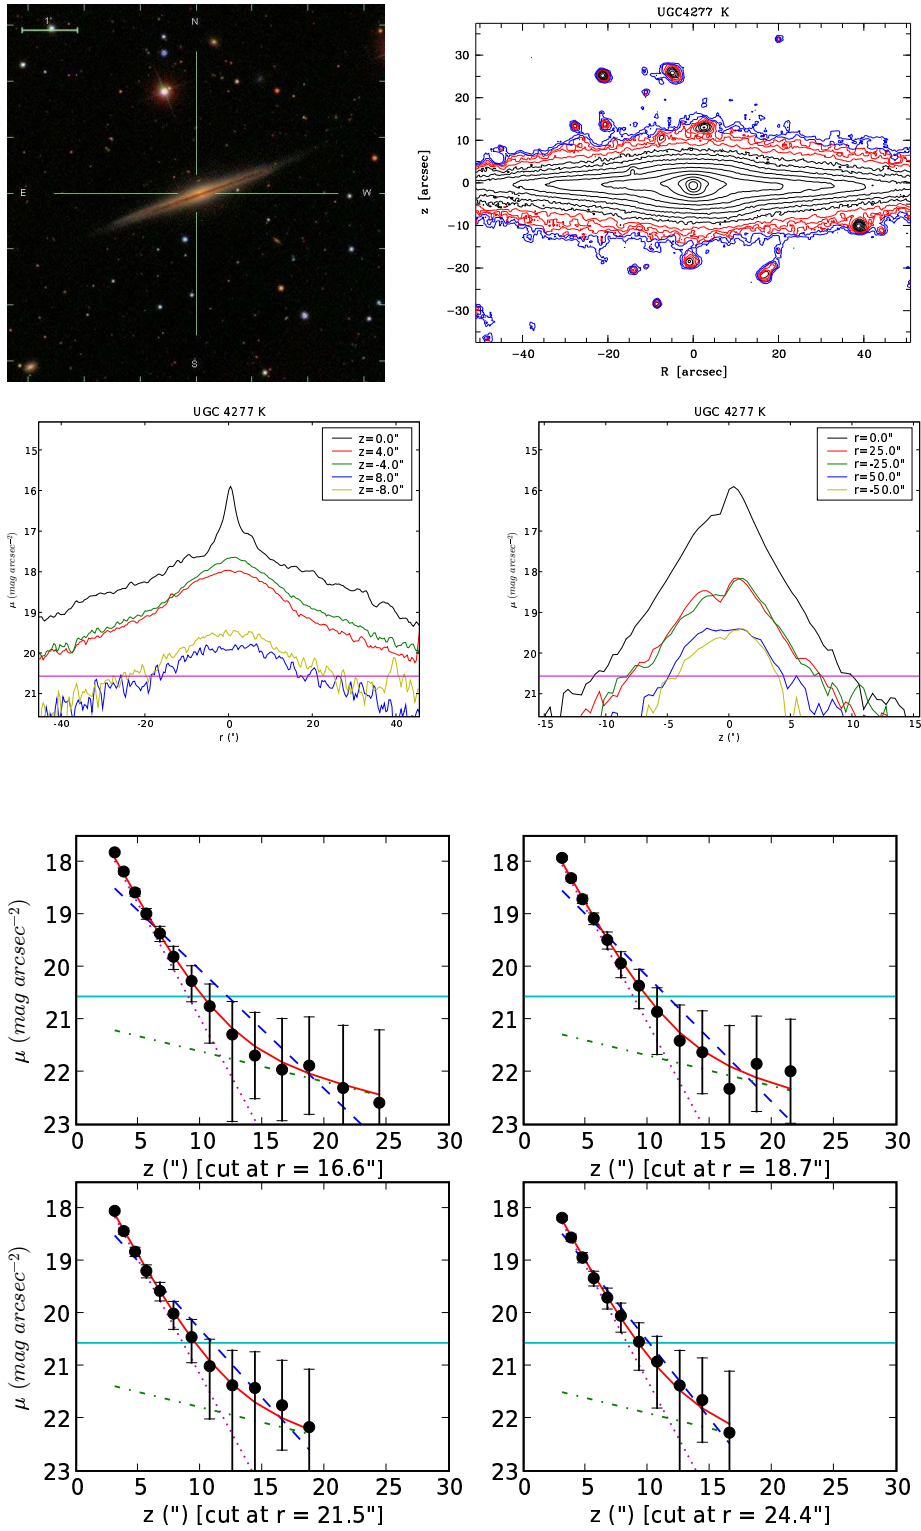 1'
N
E
W
S
UGC4277 K
30
20
10
0
−10
−20
−30
z [arcsec]
−40
−20
0
20
40
R [arcsec]
UGC 4277 K
z=0.0"
z=4.0"
z=-4.0"
z=8.0"
z=-8.0"
15
16
17
18
19
20
21
μ (mag arcsec−2)
-40
-20
0
20
40
r (")
UGC 4277 K
r=0.0"
r=25.0"
r=-25.0"
r=50.0"
r=-50.0"
15
16
17
18
19
20
21
μ (mag arcsec−2)
-15
-10
-5
0
5
10
15
z (")
18
19
20
21
22
23
μ (mag arcsec−2)
0 5 10 15 20 25 30
z (") [cut at r = 16.6"]
18
19
20
21
22
23
0 5 10 15 20 25 30
z (") [cut at r = 18.7"]
18
19
20
21
22
23
μ (mag arcsec−2)
0 5 10 15 20 25 30
z (") [cut at r = 21.5"]
18
19
20
21
22
23
0 5 10 15 20 25 30
z (") [cut at r = 24.4"]